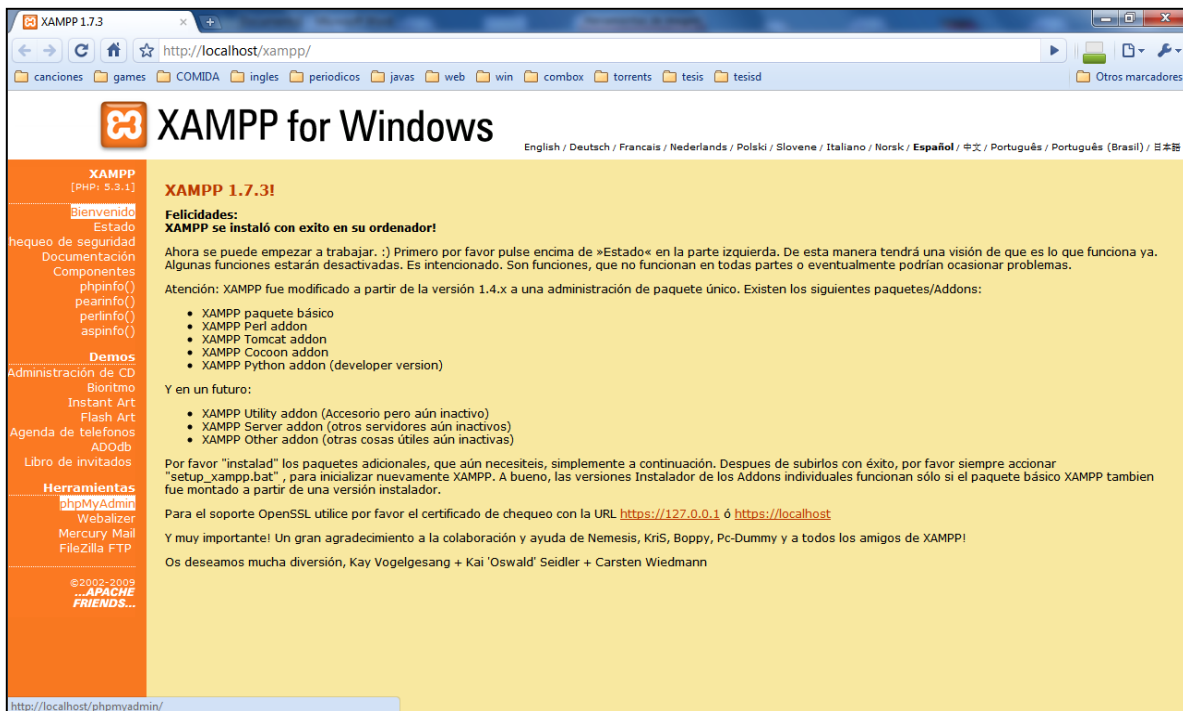 XAMPP 1.7.3
http://localhost/xampp/
canciones games COMIDA ingles periodicos javas web win combox torrents tesis tesisd Otros marcadores
XAMPP for Windows
English / Deutsch / Francais / Nederlands / Polski / Slovene / Italiano / Norsk / Español / 中文 / Português / Português (Brasil) / 日本語
XAMPP
[PHP: 5.3.1]
Bienvenido
Estado
hequeo de seguridad
Documentación
Componentes
phpinfo()
pearinfo()
perlinfo()
aspinfo()
Demos
Administración de CD
Bioritmo
Instant Art
Flash Art
Agenda de telefonos
ADOdb
Libro de invitados
Herramientas
phpMyAdmin
Webalizer
Mercury Mail
FileZilla FTP
©2002-2009
...APACHE
FRIENDS...
XAMPP 1.7.3!
Felicidades:
XAMPP se instaló con exito en su ordenador!
Ahora se puede empezar a trabajar. :) Primero por favor pulse encima de »Estado« en la parte izquierda. De esta manera tendrá una visión de que es lo que funciona ya.
Algunas funciones estarán desactivadas. Es intencionado. Son funciones, que no funcionan en todas partes o eventualmente podrían ocasionar problemas.
Atención: XAMPP fue modificado a partir de la versión 1.4.x a una administración de paquete único. Existen los siguientes paquetes/Addons:
• XAMPP paquete básico
• XAMPP Perl addon
• XAMPP Tomcat addon
• XAMPP Cocoon addon
• XAMPP Python addon (developer version)
Y en un futuro:
• XAMPP Utility addon (Accesorio pero aún inactivo)
• XAMPP Server addon (otros servidores aún inactivos)
• XAMPP Other addon (otras cosas útiles aún inactivas)
Por favor "instalad" los paquetes adicionales, que aún necesiteis, simplemente a continuación. Despues de subirlos con éxito, por favor siempre accionar
"setup_xampp.bat" , para inicializar nuevamente XAMPP. A bueno, las versiones Instalador de los Addons individuales funcionan sólo si el paquete básico XAMPP tambien
fue montado a partir de una versión instalador.
Para el soporte OpenSSL utilice por favor el certificado de chequeo con la URL https://127.0.0.1 ó https://localhost
Y muy importante! Un gran agradecimiento a la colaboración y ayuda de Nemesis, KriS, Boppy, Pc-Dummy y a todos los amigos de XAMPP!
Os deseamos mucha diversión, Kay Vogelgesang + Kai 'Oswald' Seidler + Carsten Wiedmann
http://localhost/phpmyadmin/